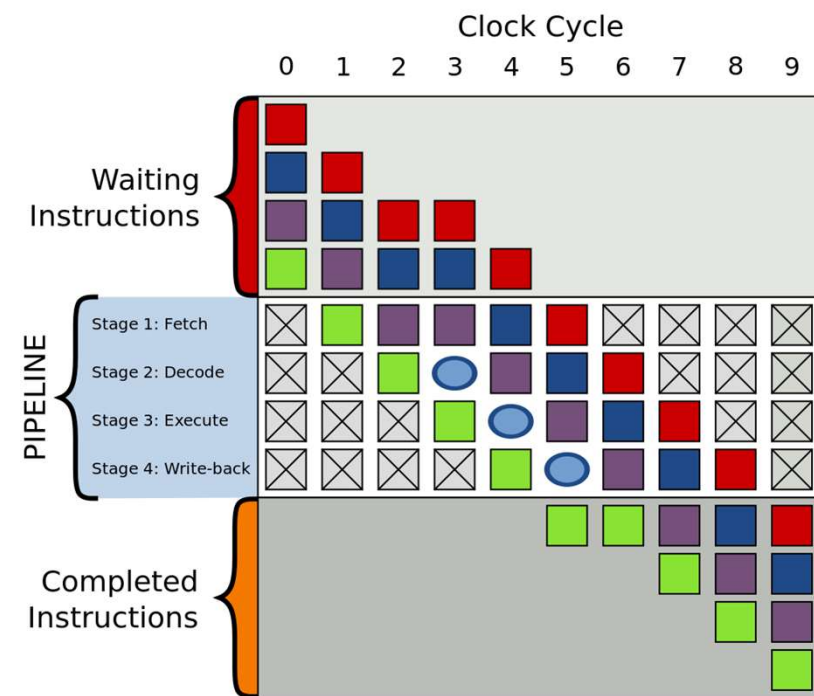 Clock Cycle
0 1 2 3 4 5 6 7 8 9
Waiting
Instructions
PIPELINE
Stage 1: Fetch
Stage 2: Decode
Stage 3: Execute
Stage 4: Write-back
Completed
Instructions